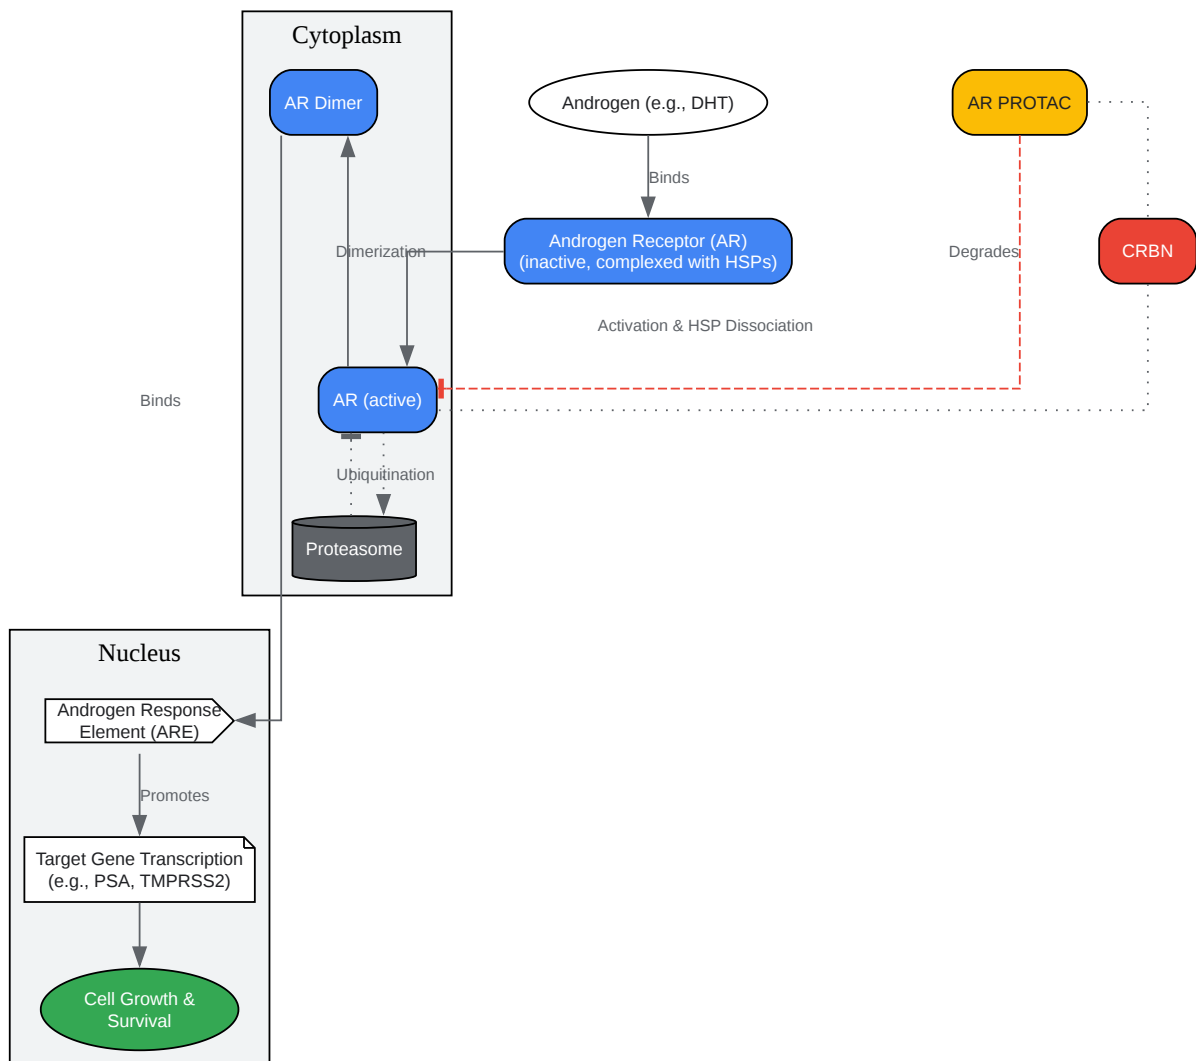 Cytoplasm
AR Dimer
Androgen (e.g., DHT)
AR PROTAC
Binds
Androgen Receptor (AR)
(inactive, complexed with HSPs)
Dimerization
Degrades
CRBN
Activation & HSP Dissociation
Binds
AR (active)
Ubiquitination
Proteasome
Nucleus
Androgen Response
Element (ARE)
Promotes
Target Gene Transcription
(e.g., PSA, TMPRSS2)
Cell Growth &
Survival